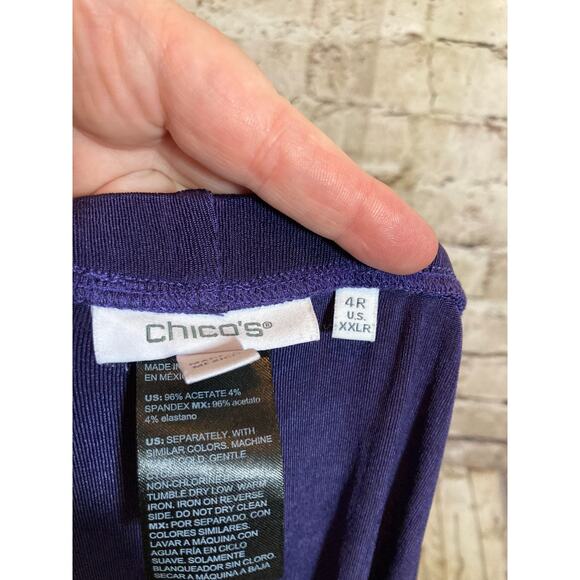 chico's®
4R
U.S.
XXLR
MADE IN
EN MÉXIC
US: 96% ACETATE 4%
SPANDEX MX: 96% acetato
4% elastano
US: SEPARATELY, WITH
SIMILAR COLORS. MACHINE
COLD. GENTLE
NON-CHLORINE
TUMBLE DRY LOW. WARM
IRON. IRON ON REVERSE
SIDE. DO NOT DRY CLEAN
MX: POR SEPARADO, CON
COLORES SIMILARES.
LAVAR A MÁQUINA CON
AGUA FRÍA EN CICLO
SUAVE. SOLAMENTE
BLANQUEADOR SIN CLORO.
SECAR A MÁQUINA A BAJA